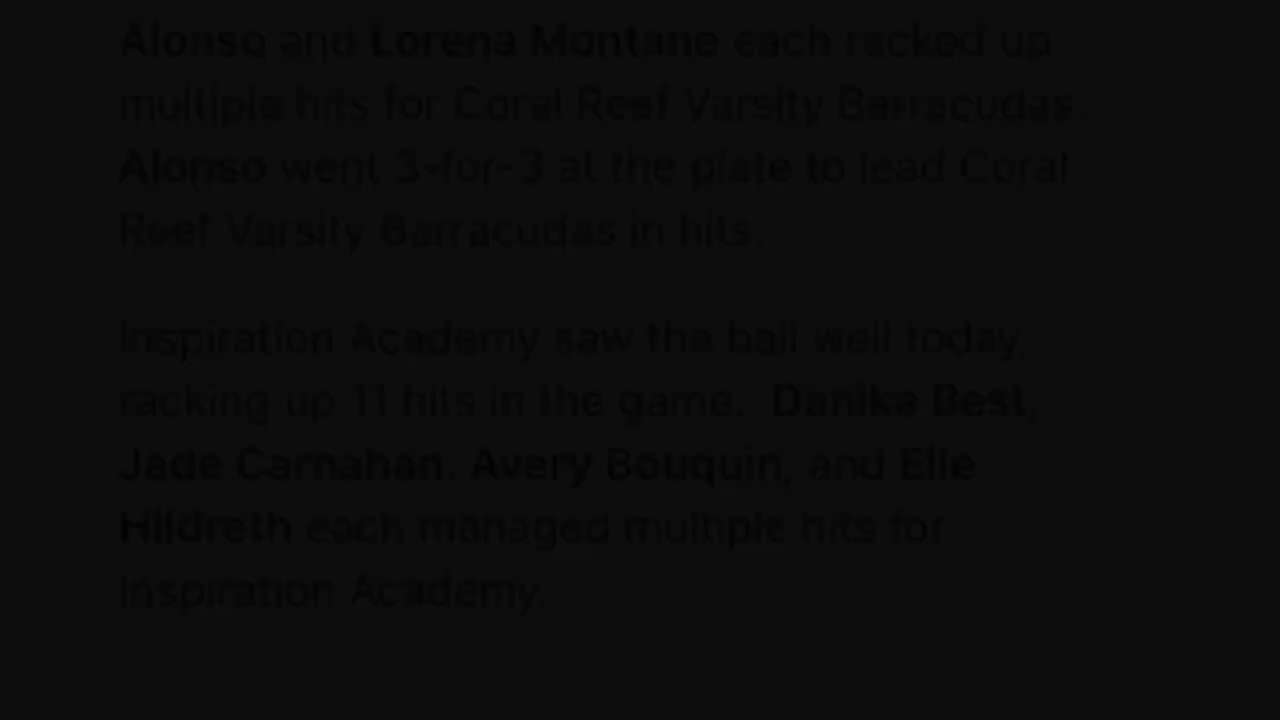 Alonso and Lorena Montane each racked up
multiple hits for Coral Reef Varsity Barracudas.
Alonso went 3-for-3 at the plate to lead Coral
Reef Varsity Barracudas in hits.
Inspiration Academy saw the ball well today,
racking up 11 hits in the game. Danika Best,
Jade Carnahan, Avery Bouquin, and Elle
Hildreth each managed multiple hits for
Inspiration Academy.